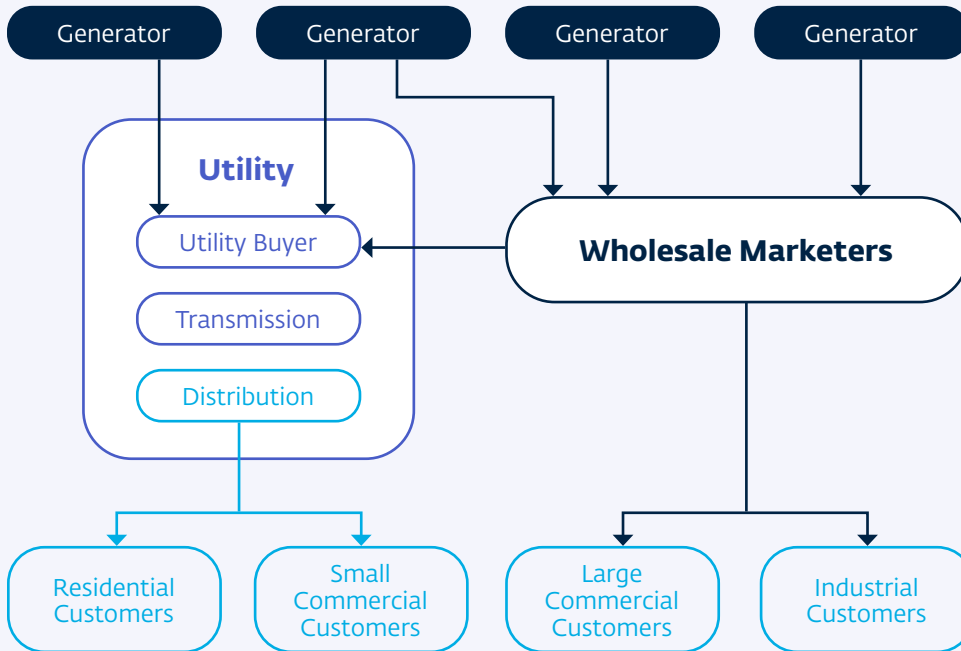 Generator
Generator
Generator
Generator
Utility
Utility Buyer
Wholesale Marketers
Transmission
Distribution
Residential
Customers
Small
Commercial
Customers
Large
Commercial
Customers
Industrial
Customers